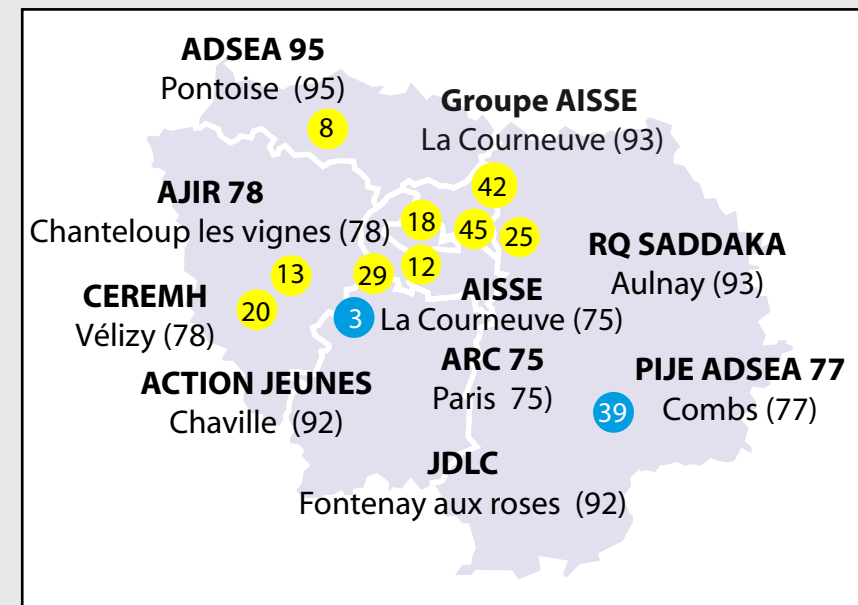 ADSEA 95
Pontoise (95)
8
Groupe AISSE
La Courneuve (93)
42
AJIR 78
Chanteloup les vignes (78)
18
45
25
RQ SADDAKA
Aulnay (93)
13
29
12
CEREMH
Vélizy (78)
20
3
AISSE
La Courneuve (75)
ACTION JEUNES
Chaville (92)
ARC 75
Paris 75)
39
PIJE ADSEA 77
Combs (77)
JDLC
Fontenay aux roses (92)